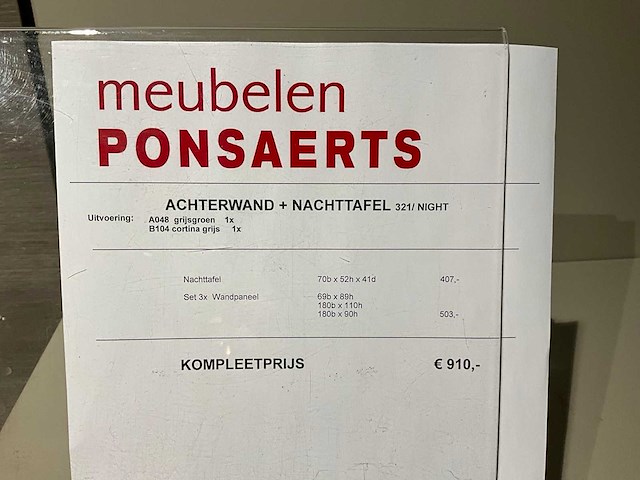 meubelen
PONSAERTS
ACHTERWAND + NACHTTAFEL 321/ NIGHT
Uitvoering: A048 grijsgroen 1x
B104 cortina grijs 1x
Nachttafel 70b x 52h x 41d 407,-
Set 3x Wandpaneel 69b x 89h
180b x 110h
180b x 90h 503,-
KOMPLEETPRIJS € 910,-